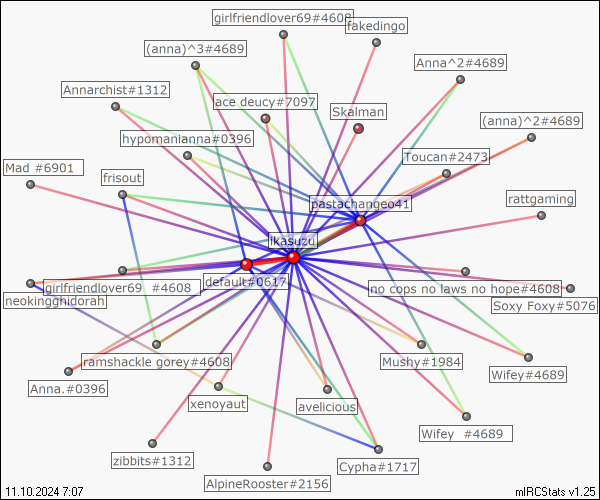 girlfriendlover69#4608
fakedingo
(anna)^3#4689
Anna^2#4689
Annarchist#1312
ace deucy#7097
Skalman
(anna)^2#4689
hypomanianna#0396
Toucan#2473
Mad #6901
frisout
pastachangeo41
rattgaming
ikasuzu
default#0617
girlfriendlover69 #4608
no cops no laws no hope#4608
neokingghidorah
Soxy Foxy#5076
ramshackle gorey#4608
Mushy#1984
Wifey#4689
Anna.#0396
xenoyaut
avelicious
Wifey #4689
zibbits#1312
Cypha#1717
AlpineRooster#2156
11.10.2024 7:07
mIRCStats v1.25